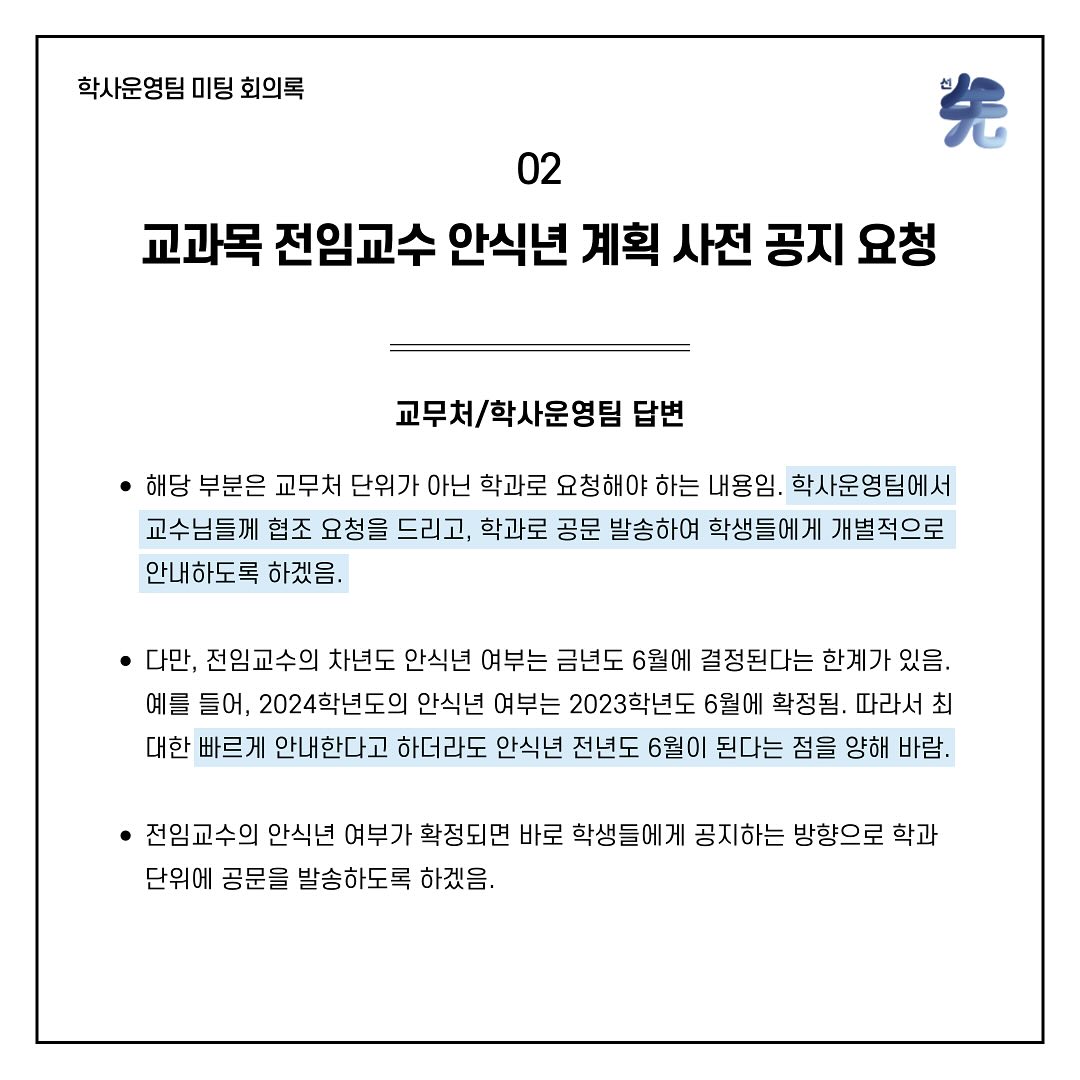 학사운영팀 미팅 회의록
선
先
02
교과목 전임교수 안식년 계획 사전 공지 요청
교무처/학사운영팀 답변
• 해당 부분은 교무처 단위가 아닌 학과로 요청해야 하는 내용임. 학사운영팀에서
교수님들께 협조 요청을 드리고, 학과로 공문 발송하여 학생들에게 개별적으로
안내하도록 하겠음.
• 다만, 전임교수의 차년도 안식년 여부는 금년도 6월에 결정된다는 한계가 있음.
예를 들어, 2024학년도의 안식년 여부는 2023학년도 6월에 확정됨. 따라서 최
대한 빠르게 안내한다고 하더라도 안식년 전년도 6월이 된다는 점을 양해 바람.
• 전임교수의 안식년 여부가 확정되면 바로 학생들에게 공지하는 방향으로 학과
단위에 공문을 발송하도록 하겠음.